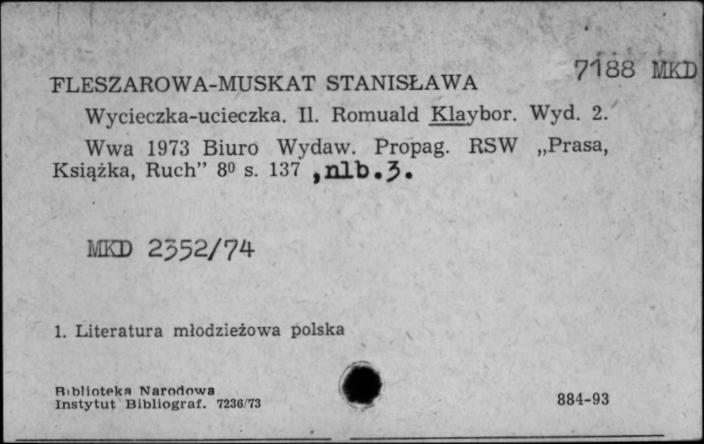 7188 MKD
FLESZAROWA-MUSKAT STANISŁAWA
Wycieczka-ucieczka. Il. Romuald Klaybor. Wyd. 2.
Wwa 1973 Biuro Wydaw. Propag. RSW „Prasa,
Książka, Ruch” 8⁰ s. 137 ,nlb.3.
MKD 2352/74
1. Literatura młodzieżowa polska
Biblioteka Narodowa
Instytut Bibliograf. 7236/73
884-93